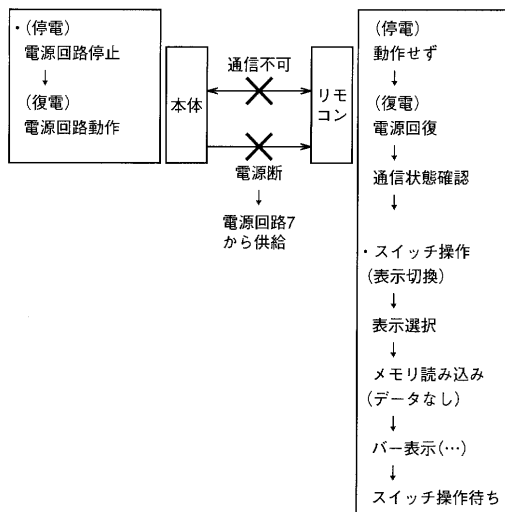 ・(停電)
電源回路停止
↓
(復電)
電源回路動作
本体
通信不可
電源断
↓
電源回路7
から供給
リモ
コン
(停電)
動作せず
↓
(復電)
電源回復
↓
通信状態確認
↓
・スイッチ操作
(表示切換)
↓
表示選択
↓
メモリ読み込み
(データなし)
↓
バー表示(…)
↓
スイッチ操作待ち